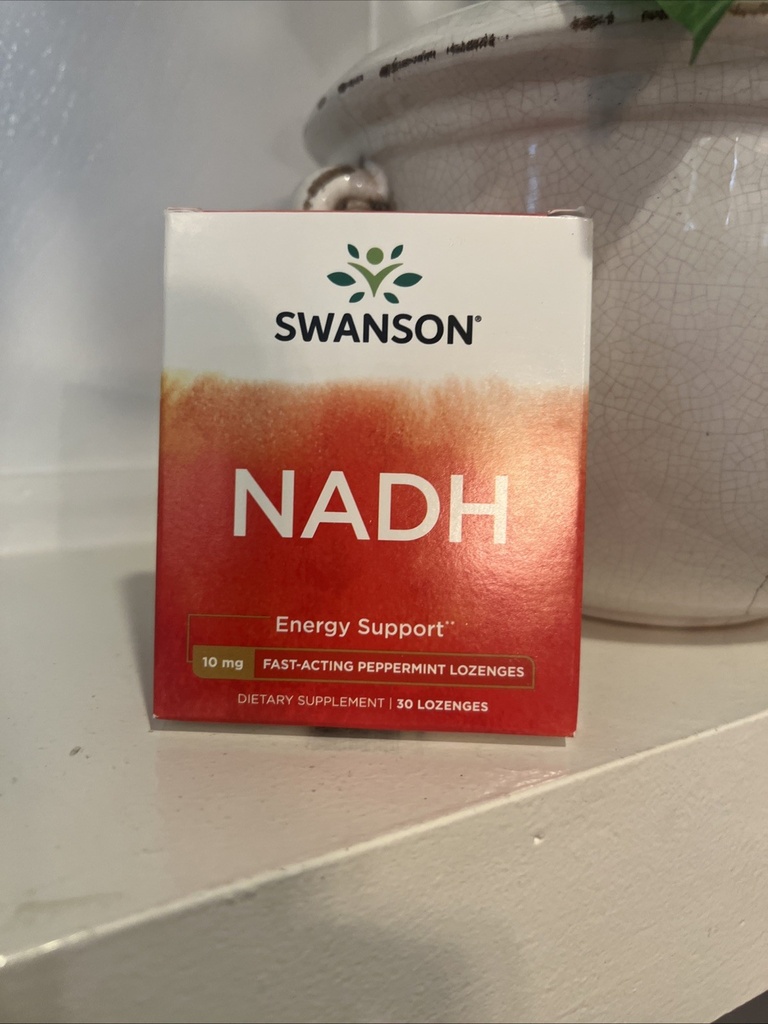 SWANSON®
NADH
Energy Support**
10 mg FAST-ACTING PEPPERMINT LOZENGES
DIETARY SUPPLEMENT | 30 LOZENGES